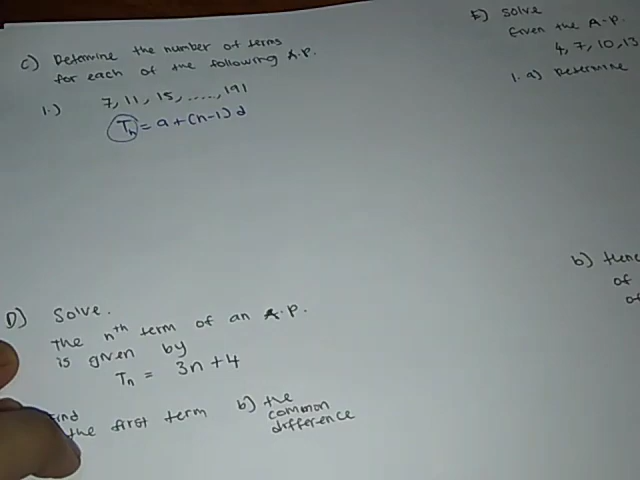 C) Determine the number of terms
for each of the following A.P.
1.) 7, 11, 15, ....., 191
Tn = a + (n-1) d
D) Solve.
The nth term of an A.P.
is given by
Tn = 3n + 4
the first term b) the
common
difference
E) Solve
Given the A.P.
4, 7, 10, 13
1. a) Determine
b)
of
of